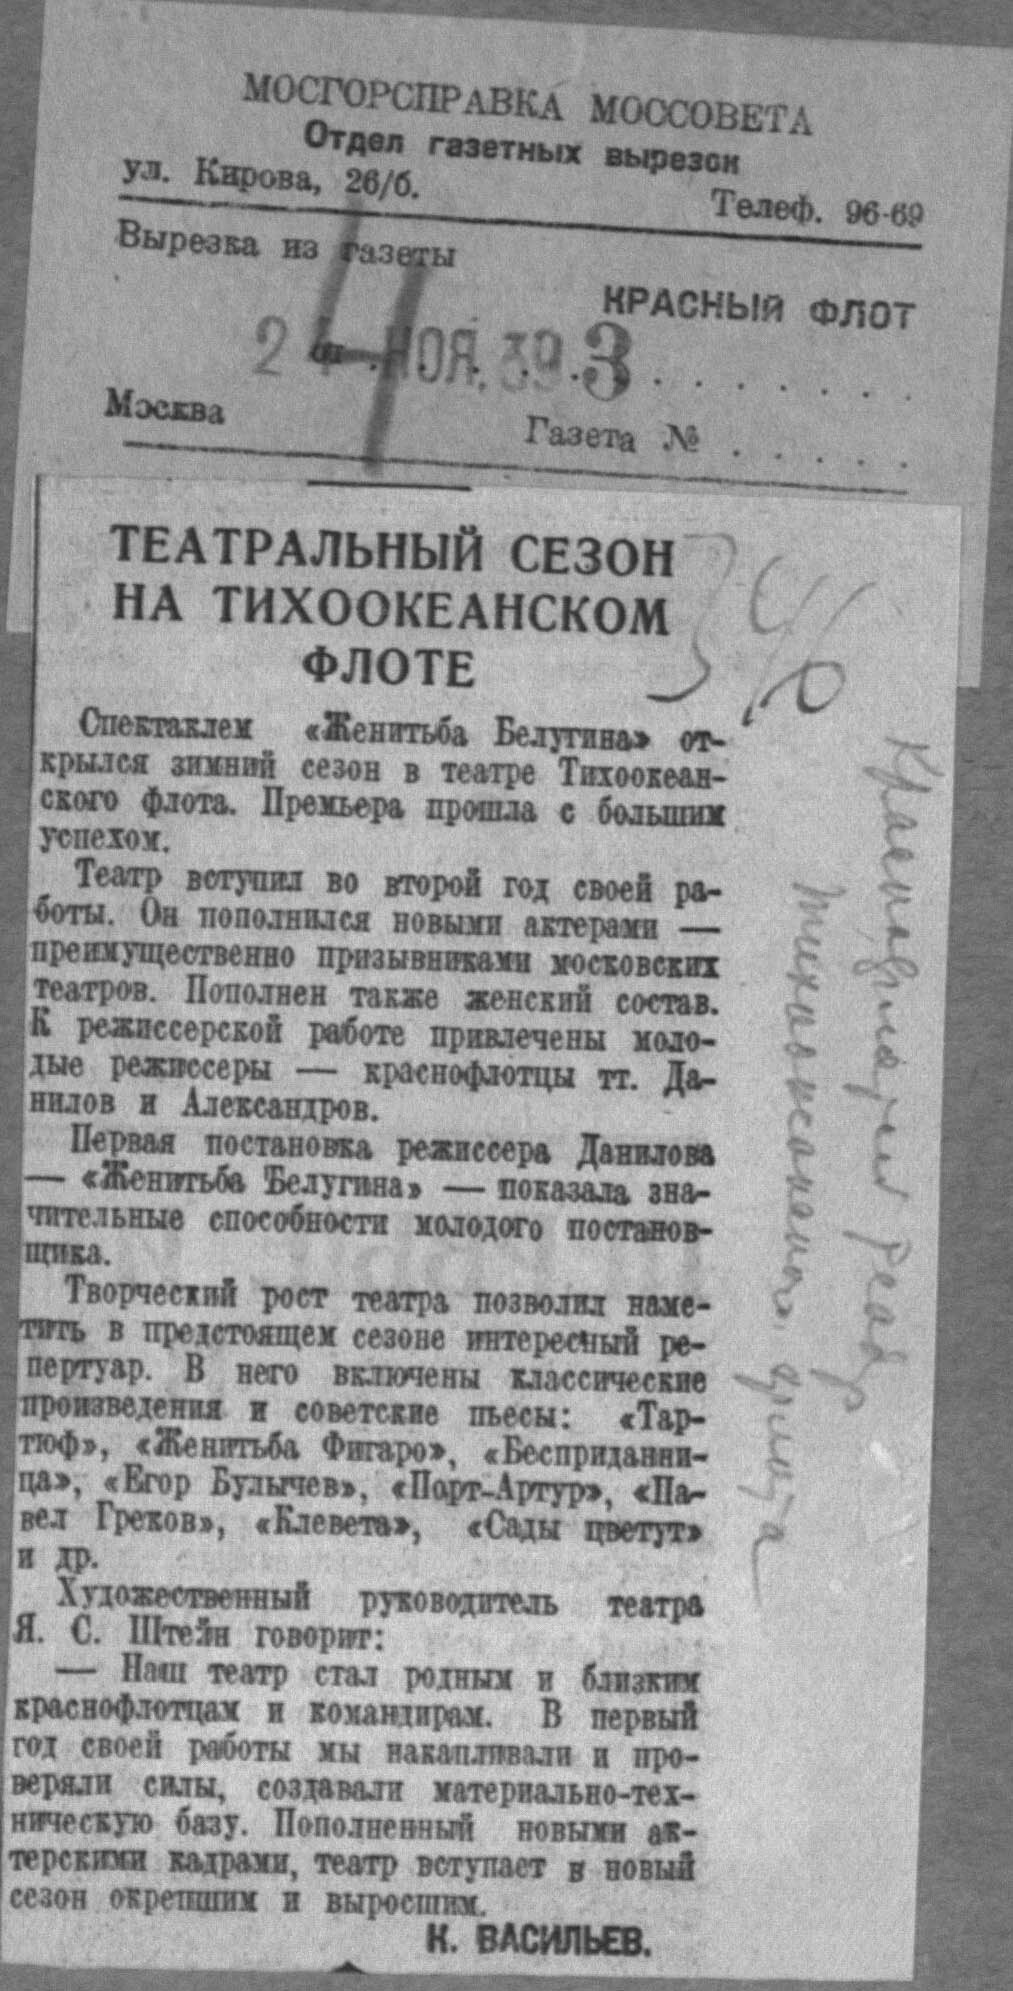 МОСГОРСПРАВКА МОССОВЕТА
Отдел газетных вырезок
ул. Кирова, 26/б. Телеф. 96-69
Вырезка из газеты
КРАСНЫЙ ФЛОТ
от 24 НОЯ. 39 3
Москва Газета №
ТЕАТРАЛЬНЫЙ СЕЗОН
НА ТИХООКЕАНСКОМ
ФЛОТЕ
Спектаклем «Женитьба Белугина» от-
крылся зимний сезон в театре Тихоокеан-
ского флота. Премьера прошла с большим
успехом.
Театр вступил во второй год своей ра-
боты. Он пополнился новыми актерами —
преимущественно призывниками московских
театров. Пополнен также женский состав.
К режиссерской работе привлечены моло-
дые режиссеры — краснофлотцы тт. Да-
нилов и Александров.
Первая постановка режиссера Данилова
— «Женитьба Белугина» — показала зна-
чительные способности молодого постанов-
щика.
Творческий рост театра позволил наме-
тить в предстоящем сезоне интересный ре-
пертуар. В него включены классические
произведения и советские пьесы: «Тар-
тюф», «Женитьба Фигаро», «Бесприданни-
ца», «Егор Булычев», «Порт-Артур», «Па-
вел Греков», «Клевета», «Сады цветут»
и др.
Художественный руководитель театра
Я. С. Штейн говорит:
— Наш театр стал родным и близким
краснофлотцам и командирам. В первый
год своей работы мы накапливали и про-
веряли силы, создавали материально-тех-
ническую базу. Пополненный новыми ак-
терскими кадрами, театр вступает в новый
сезон окрепшим и выросшим.
К. ВАСИЛЬЕВ.
Краснофлотский театр
Тихоокеанского флота